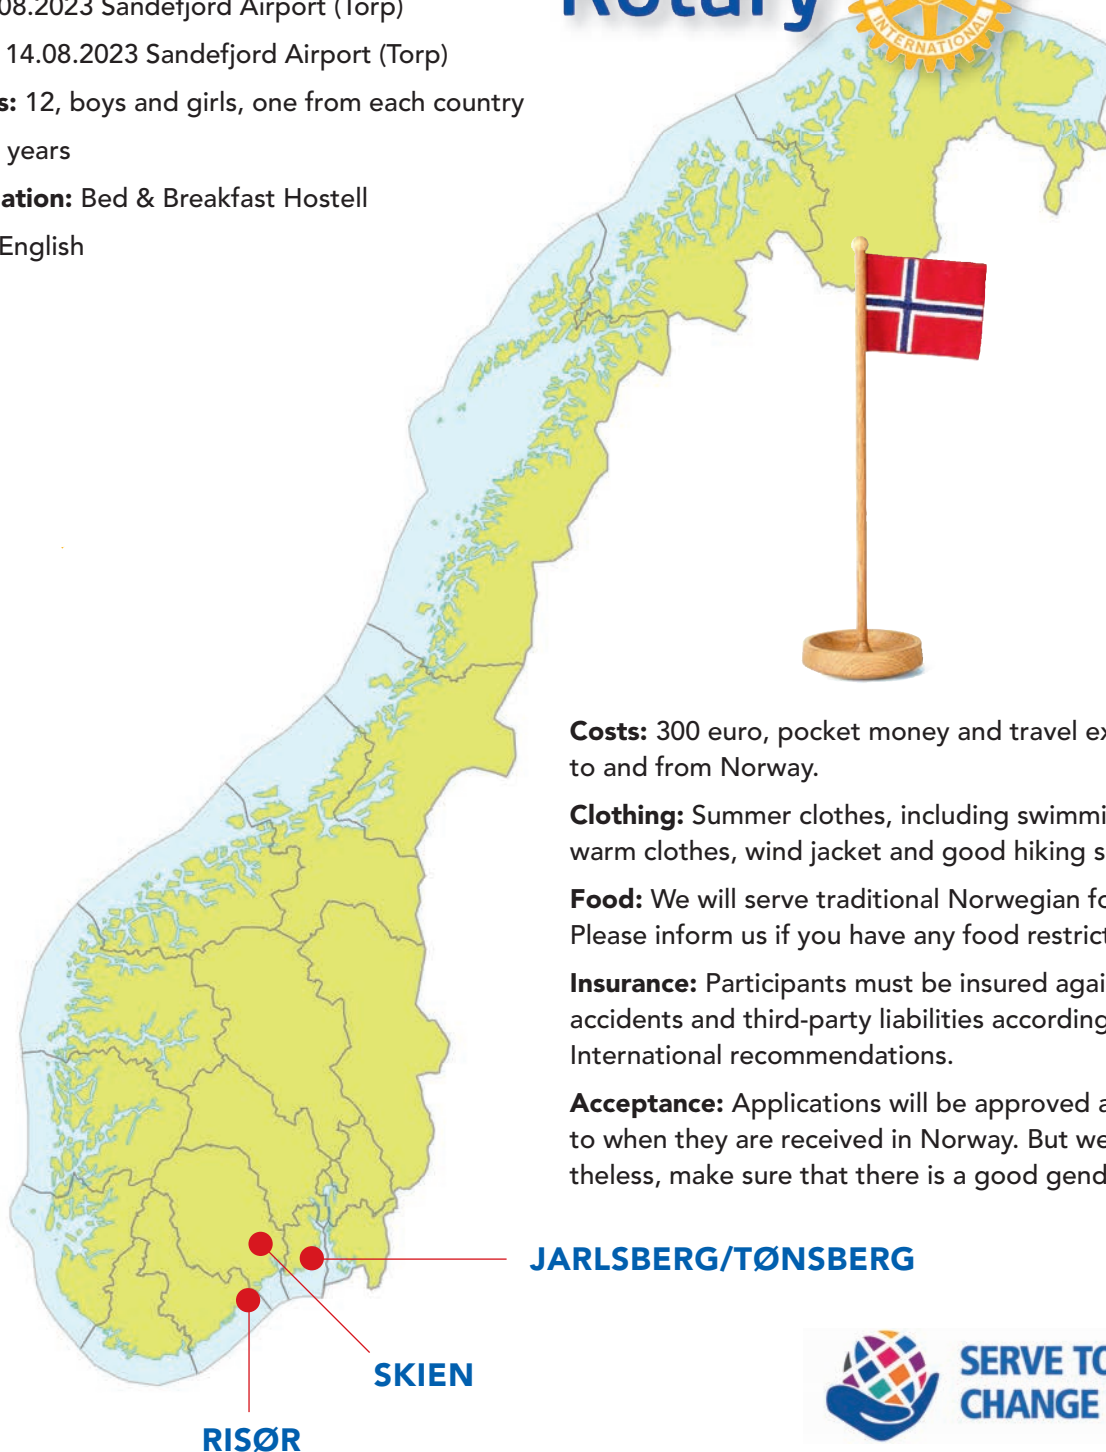 08.2023 Sandefjord Airport (Torp)
14.08.2023 Sandefjord Airport (Torp)
s: 12, boys and girls, one from each country
years
ation: Bed & Breakfast Hostell
English
Rotary
INTERNATIONAL
Costs: 300 euro, pocket money and travel ex
to and from Norway.
Clothing: Summer clothes, including swimmi
warm clothes, wind jacket and good hiking s
Food: We will serve traditional Norwegian fo
Please inform us if you have any food restrict
Insurance: Participants must be insured agai
accidents and third-party liabilities according
International recommendations.
Acceptance: Applications will be approved a
to when they are received in Norway. But we
theless, make sure that there is a good gend
JARLSBERG/TØNSBERG
SKIEN
RISØR
SERVE TO
CHANGE